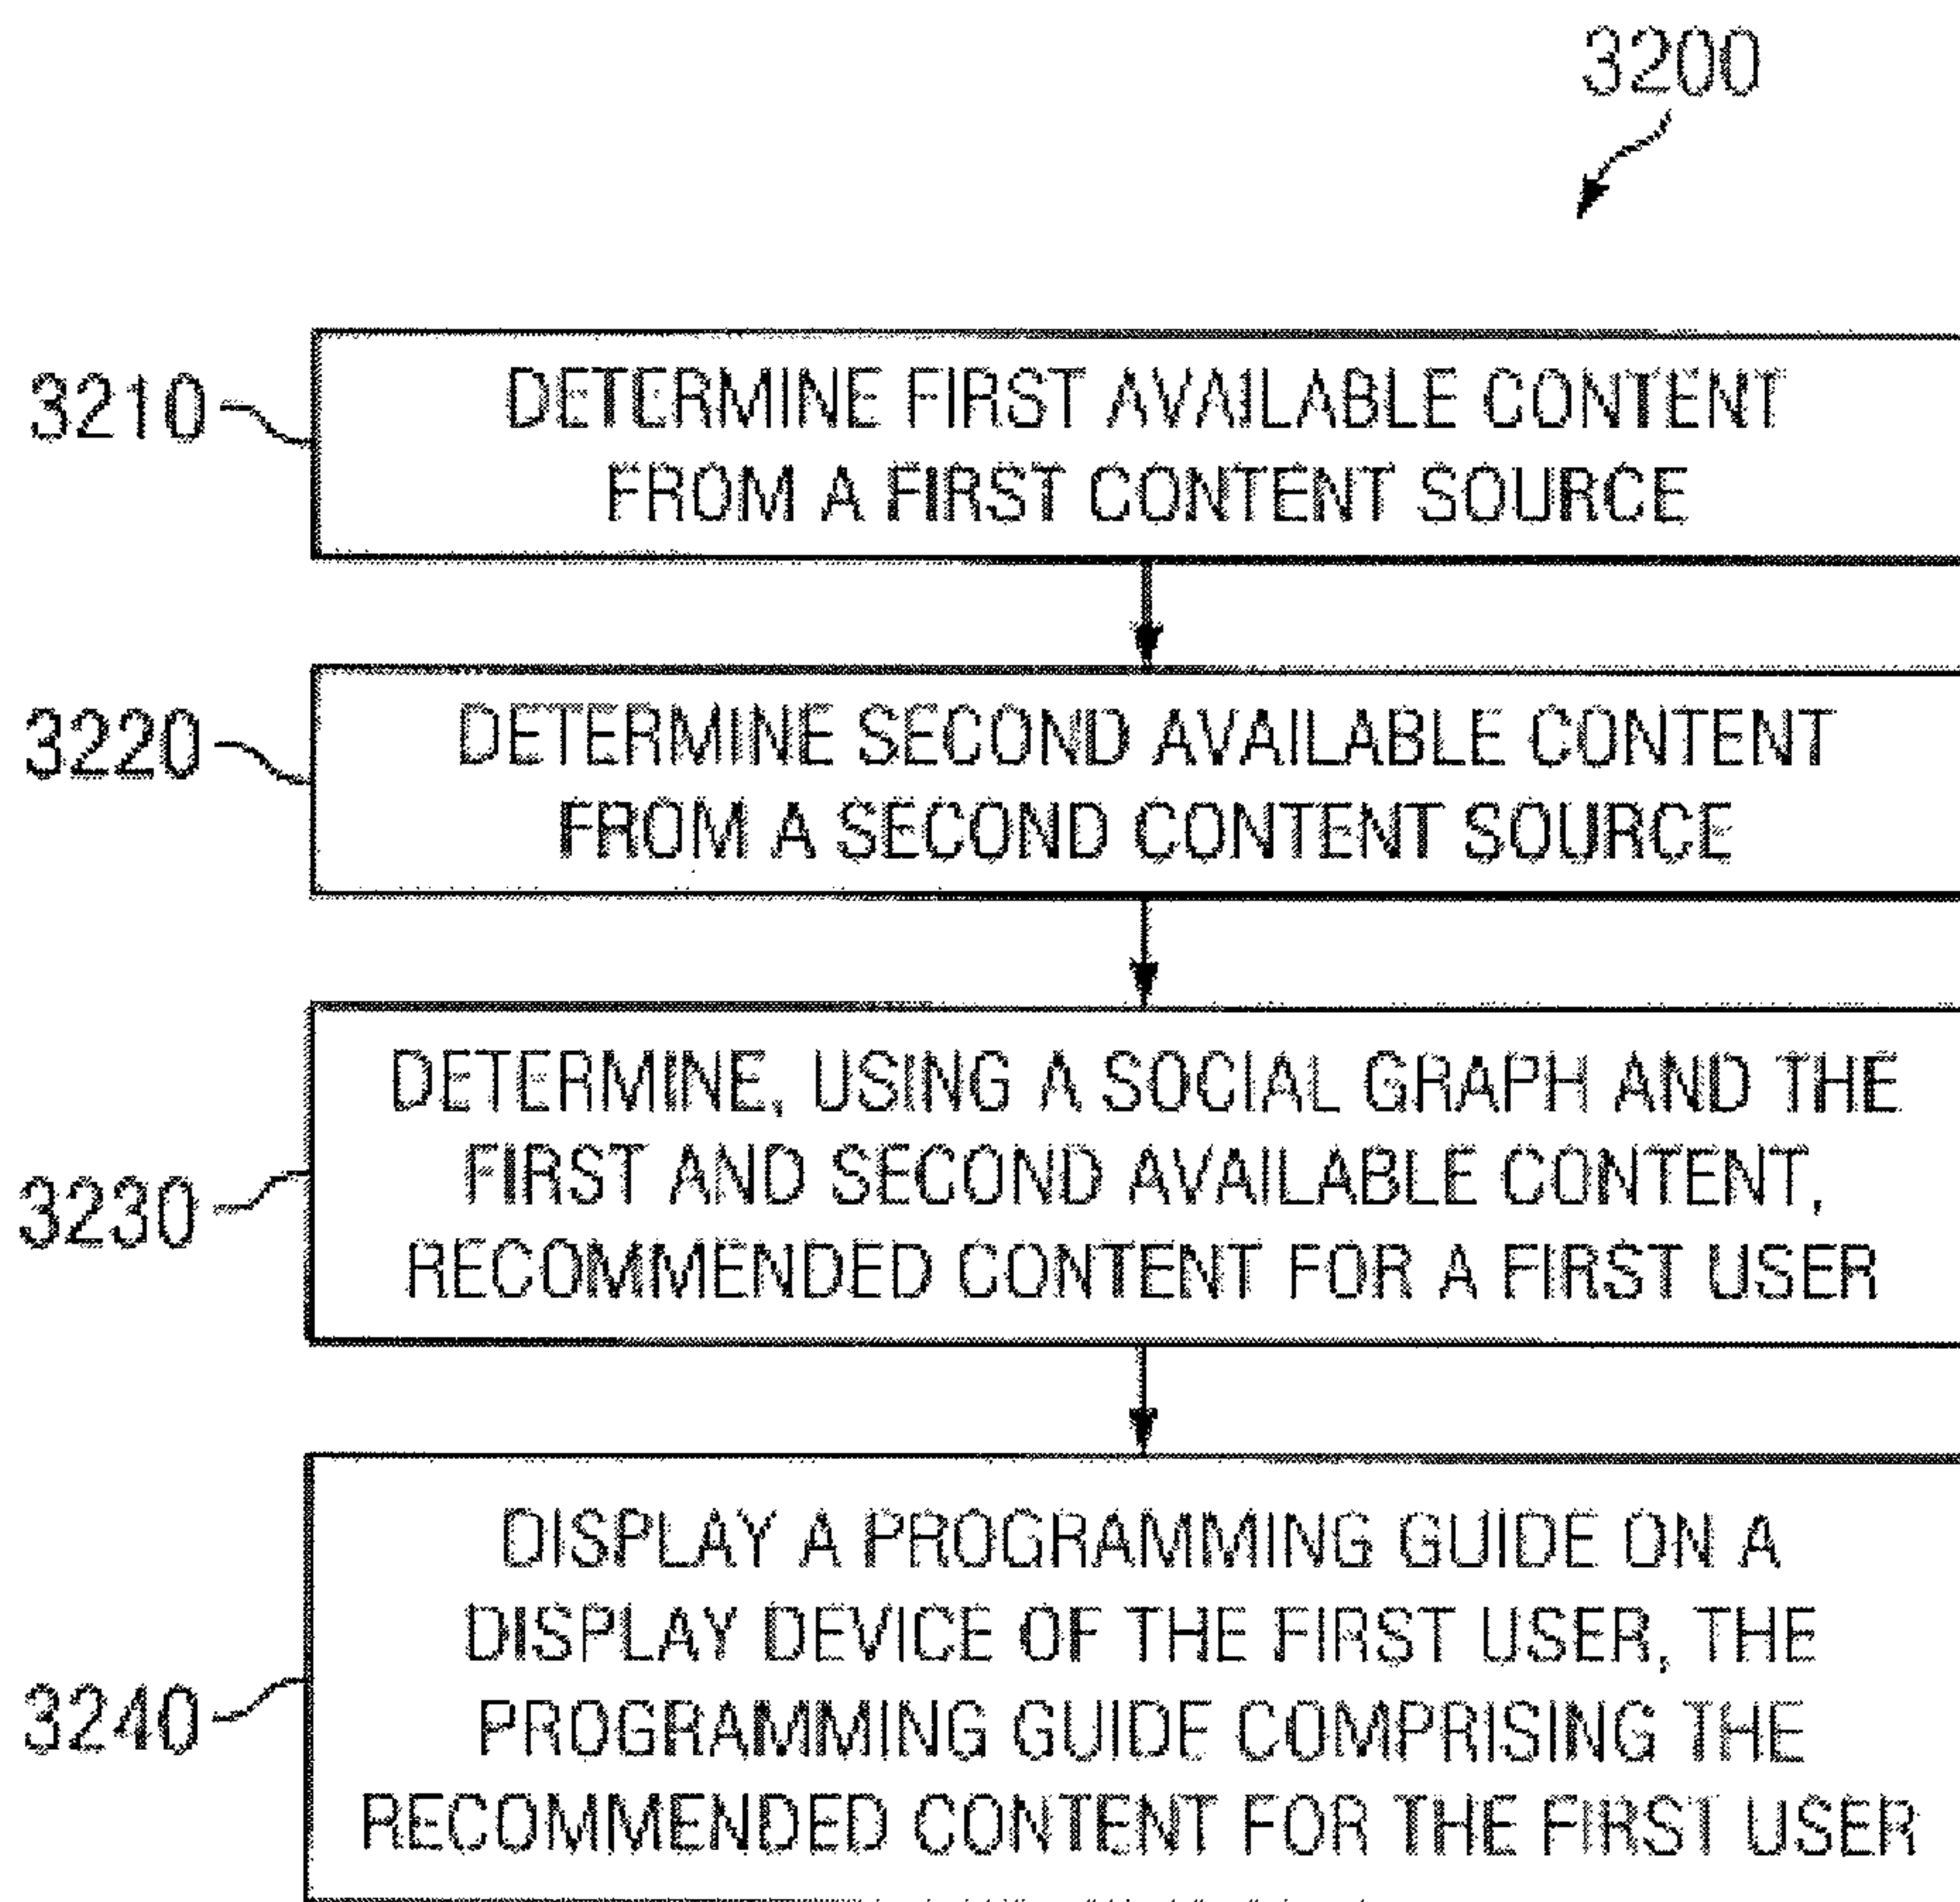 3200
3210
DETERMINE FIRST AVAILABLE CONTENT
FROM A FIRST CONTENT SOURCE
3220
DETERMINE SECOND AVAILABLE CONTENT
FROM A SECOND CONTENT SOURCE
3230
DETERMINE, USING A SOCIAL GRAPH AND THE
FIRST AND SECOND AVAILABLE CONTENT,
RECOMMENDED CONTENT FOR A FIRST USER
3240
DISPLAY A PROGRAMMING GUIDE ON A
DISPLAY DEVICE OF THE FIRST USER, THE
PROGRAMMING GUIDE COMPRISING THE
RECOMMENDED CONTENT FOR THE FIRST USER